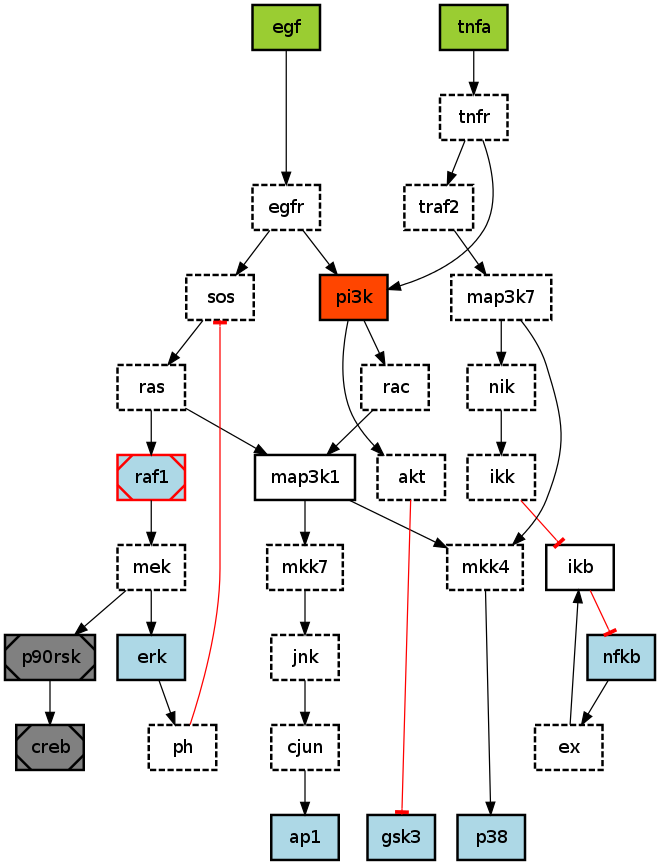 egf
tnfa
tnfr
egfr
traf2
sos
pi3k
map3k7
ras
rac
nik
raf1
map3k1
akt
ikk
mek
mkk7
mkk4
ikb
p90rsk
erk
jnk
nfkb
creb
ph
cjun
ex
ap1
gsk3
p38